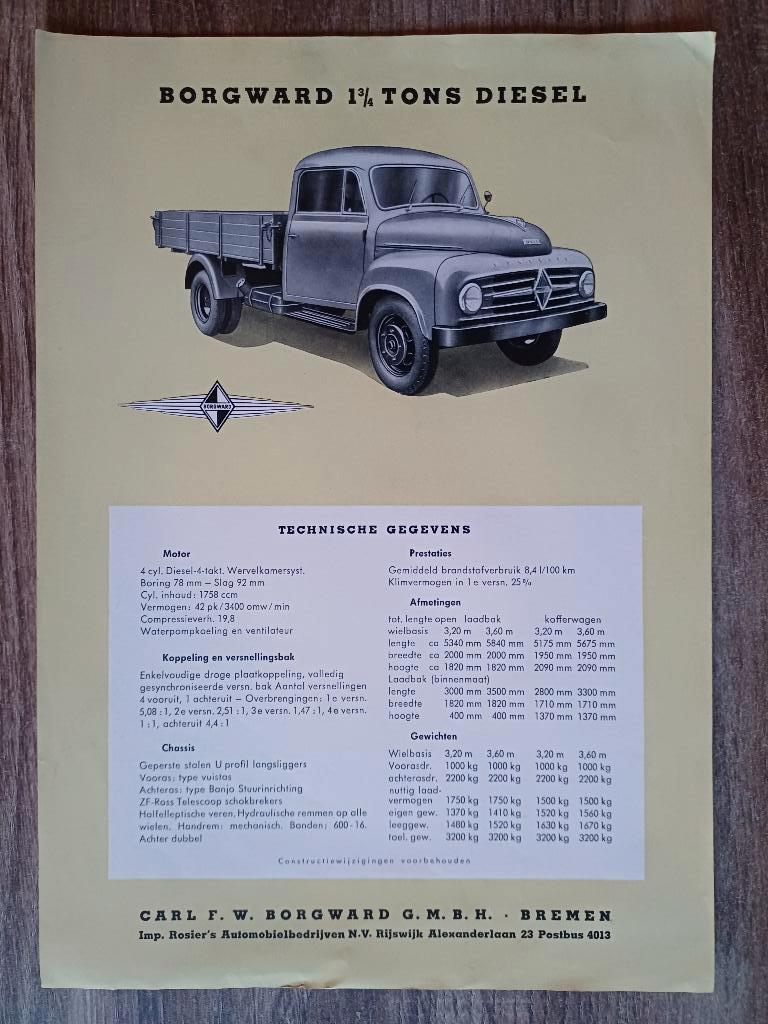 BORGWARD 1¾ TONS DIESEL
BORGWARD
TECHNISCHE GEGEVENS
Motor
4 cyl. Diesel-4-takt. Wervelkamersyst.
Boring 78 mm – Slag 92 mm
Cyl. inhoud: 1758 ccm
Vermogen: 42 pk/3400 omw/min
Compressieverh. 19,8
Waterpompkoeling en ventilator
Koppeling en versnellingsbak
Enkelvoudige droge plaatkoppeling, volledig
gesynchroniseerde versn. bak Aantal versnellingen
4 vooruit, 1 achteruit – Overbrengingen: 1e versn.
5,08 : 1, 2e versn. 2,51 : 1, 3e versn. 1,47 : 1, 4e versn.
1 : 1, achteruit 4,4 : 1
Chassis
Geperste stalen U profil langsliggers
Vooras: type vuistas
Achteras: type Banjo Stuurinrichting
ZF-Ross Telescoop schokbrekers
Halfelleptische veren. Hydraulische remmen op alle
wielen. Handrem: mechanisch. Banden: 600-16.
Achter dubbel
Prestaties
Gemiddeld brandstofverbruik 8,4 l/100 km
Klimvermogen in 1e versn. 25%
Afmetingen
tot. lengte open laadbak kofferwagen
wielbasis 3,20 m 3,60 m 3,20 m 3,60 m
lengte ca 5340 mm 5840 mm 5175 mm 5675 mm
breedte ca 2000 mm 2000 mm 1950 mm 1950 mm
hoogte ca 1820 mm 1820 mm 2090 mm 2090 mm
Laadbak (binnenmaat)
lengte 3000 mm 3500 mm 2800 mm 3300 mm
breedte 1820 mm 1820 mm 1710 mm 1710 mm
hoogte 400 mm 400 mm 1370 mm 1370 mm
Gewichten
Wielbasis 3,20 m 3,60 m 3,20 m 3,60 m
Voorasdr. 1000 kg 1000 kg 1000 kg 1000 kg
achterasdr. 2200 kg 2200 kg 2200 kg 2200 kg
nuttig laad-
vermogen 1750 kg 1750 kg 1500 kg 1500 kg
eigen gew. 1370 kg 1410 kg 1520 kg 1560 kg
leeggew. 1480 kg 1520 kg 1630 kg 1670 kg
toel. gew. 3200 kg 3200 kg 3200 kg 3200 kg
Constructiewijzigingen voorbehouden
CARL F. W. BORGWARD G.M.B.H. · BREMEN
Imp. Rosier's Automobielbedrijven N.V. Rijswijk Alexanderlaan 23 Postbus 4013